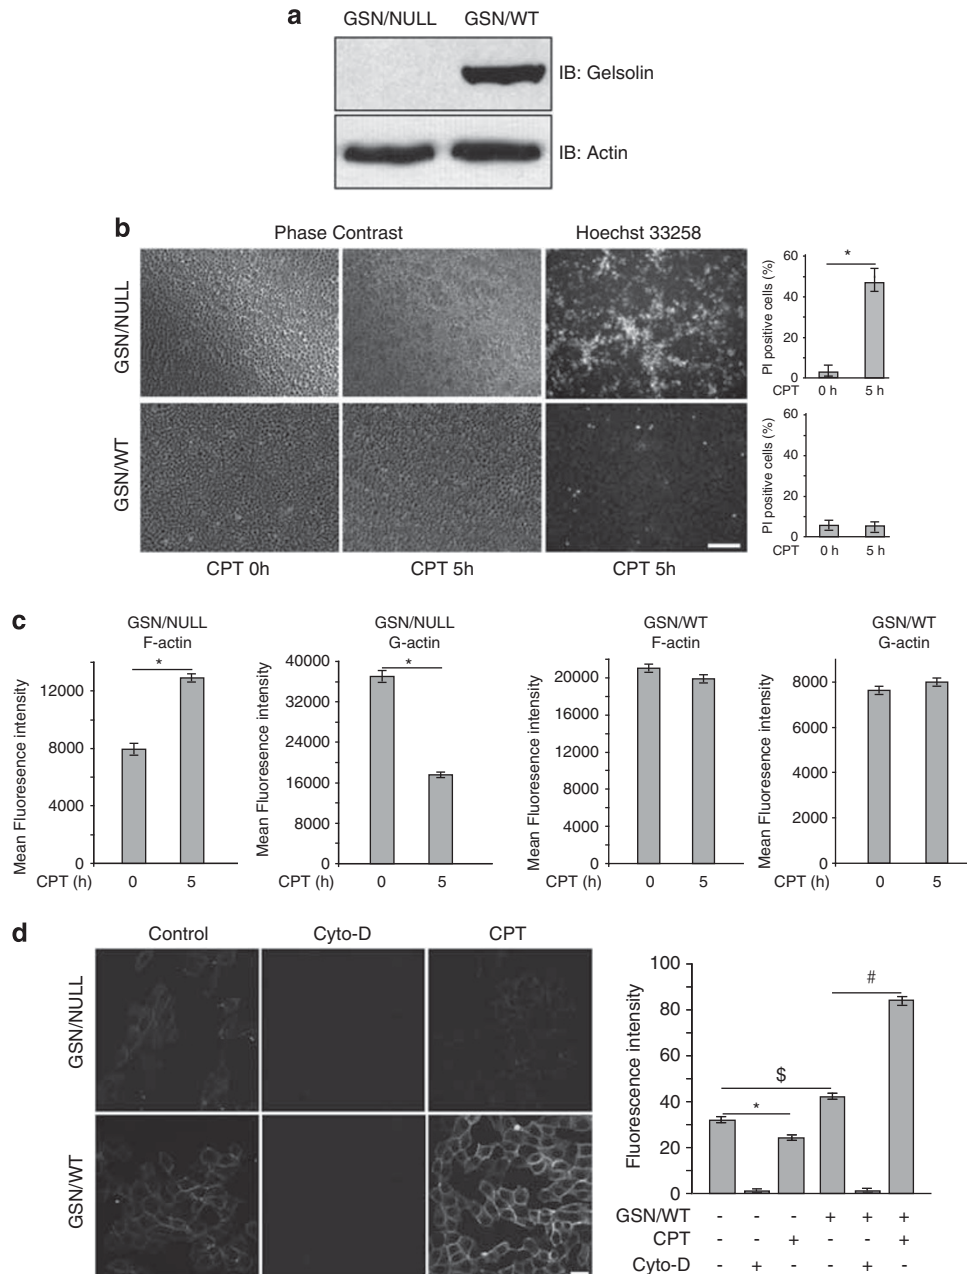 a
GSN/NULL GSN/WT
IB: Gelsolin
IB: Actin
b
Phase Contrast Hoechst 33258
GSN/NULL
GSN/WT
CPT 0h CPT 5h CPT 5h
PI positive cells (%)
60
40
20
0
*
CPT 0 h 5 h
PI positive cells (%)
60
40
20
0
CPT 0 h 5 h
c
GSN/NULL
F-actin
Mean Fluoresence intensity
12000
8000
4000
0
*
CPT (h) 0 5
GSN/NULL
G-actin
Mean Fluoresence intensity
40000
32000
24000
16000
8000
0
*
CPT (h) 0 5
GSN/WT
F-actin
Mean Fluoresence intensity
20000
16000
12000
8000
4000
0
CPT (h) 0 5
GSN/WT
G-actin
Mean Fluoresence intensity
8000
6000
4000
2000
0
CPT (h) 0 5
d
Control Cyto-D CPT
GSN/NULL
GSN/WT
Fluorescence intensity
100
80
60
40
20
0
#
$
*
GSN/WT - - - + + +
CPT - - + - - +
Cyto-D - + - - + -